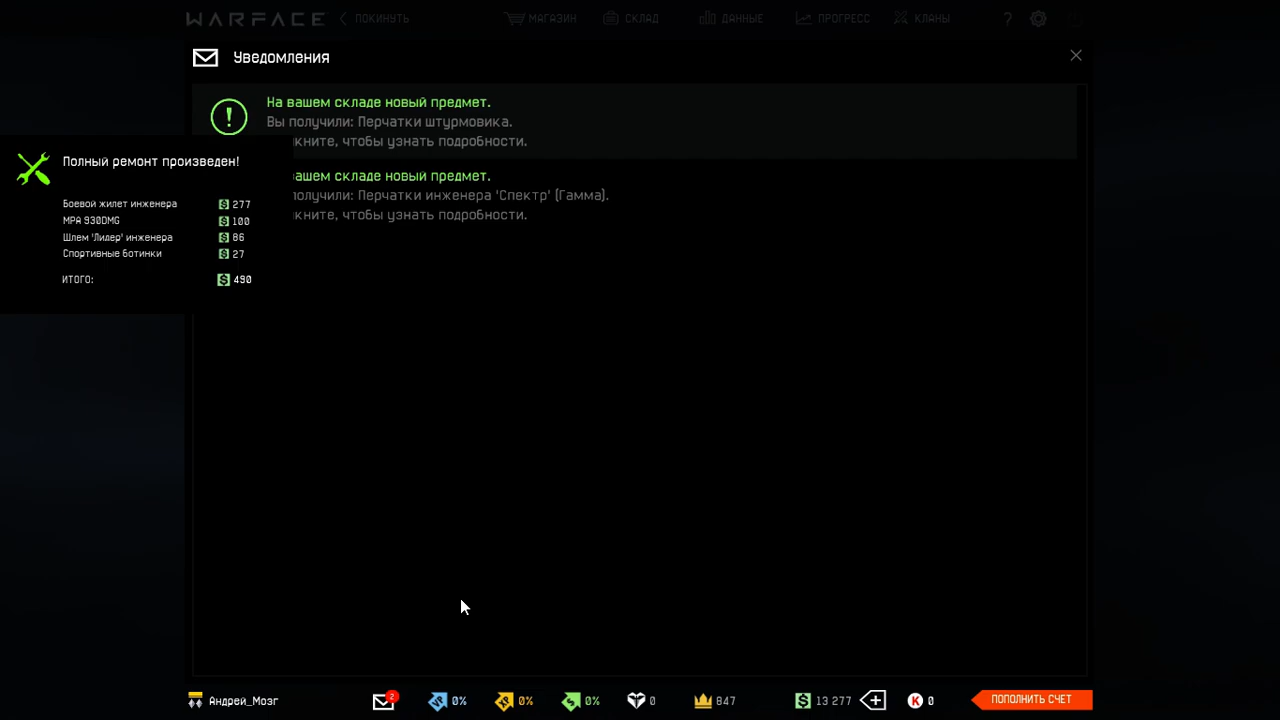 WARFACE ПОКИНУТЬ МАГАЗИН СКЛАД ДАННЫЕ ПРОГРЕСС КЛАНЫ ?
Уведомления
На вашем складе новый предмет.
Вы получили: Перчатки штурмовика.
кните, чтобы узнать подробности.
вашем складе новый предмет.
получили: Перчатки инженера 'Спектр' (Гамма).
кните, чтобы узнать подробности.
Полный ремонт произведен!
Боевой жилет инженера 277
МРА 930DMG 100
Шлем 'Лидер' инженера 86
Спортивные ботинки 27
ИТОГО: 490
Андрей_Мозг 2 0% 0% 0% 0 847 13 277 K 0 ПОПОЛНИТЬ СЧЕТ